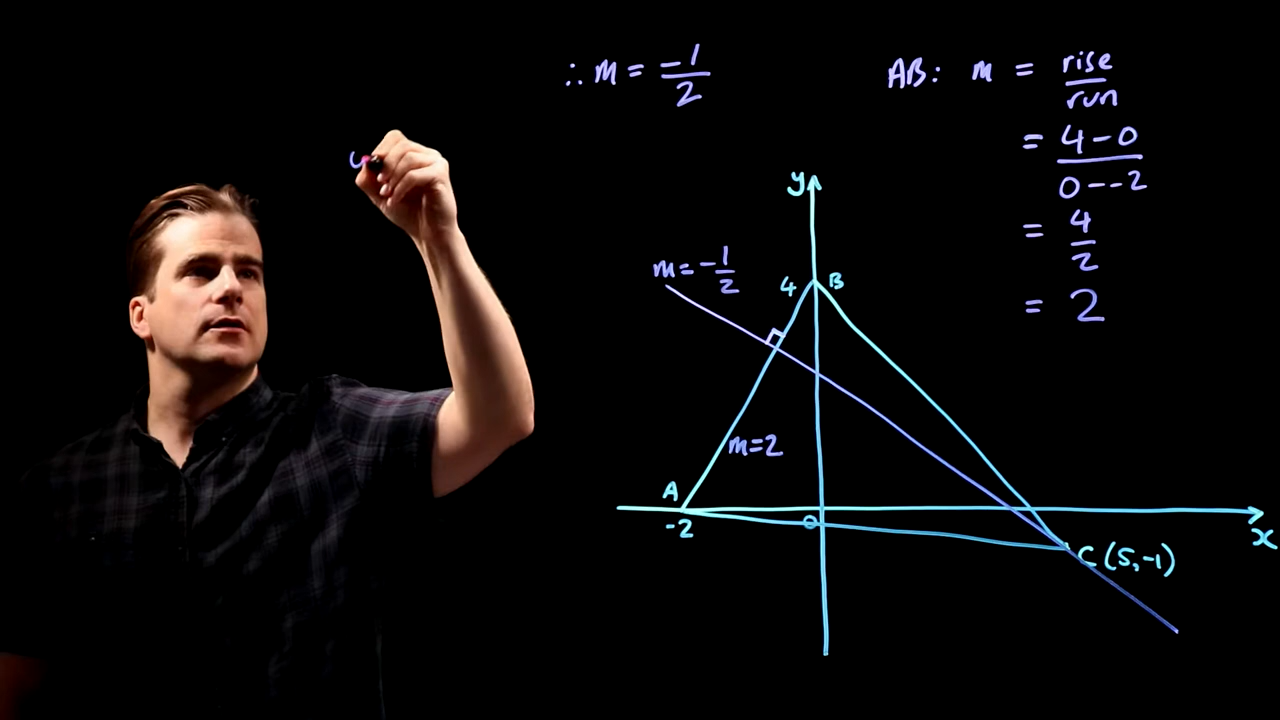 ∴ m = -1/2
AB: m = rise/run
= 4-0/0--2
= 4/2
= 2
y
m=-1/2
4 B
m=2
A
-2
0
x
C (5,-1)